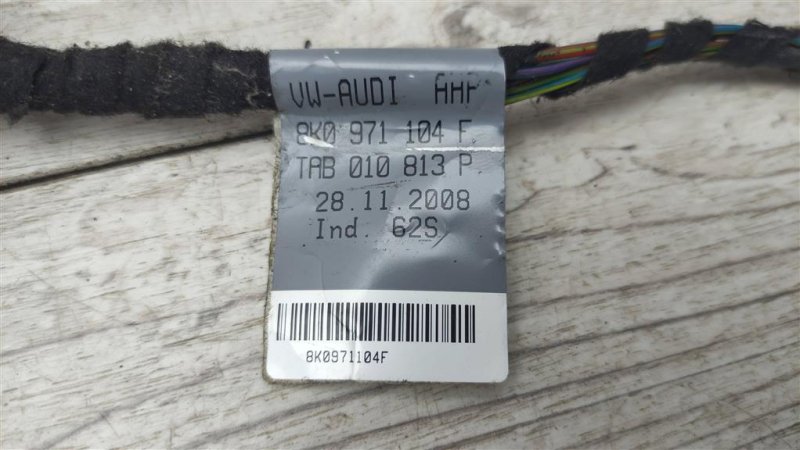 VW-AUDI AHF
8K0 971 104 F
TAB 010 813 P
28.11.2008
Ind. 62S
8K0971104F